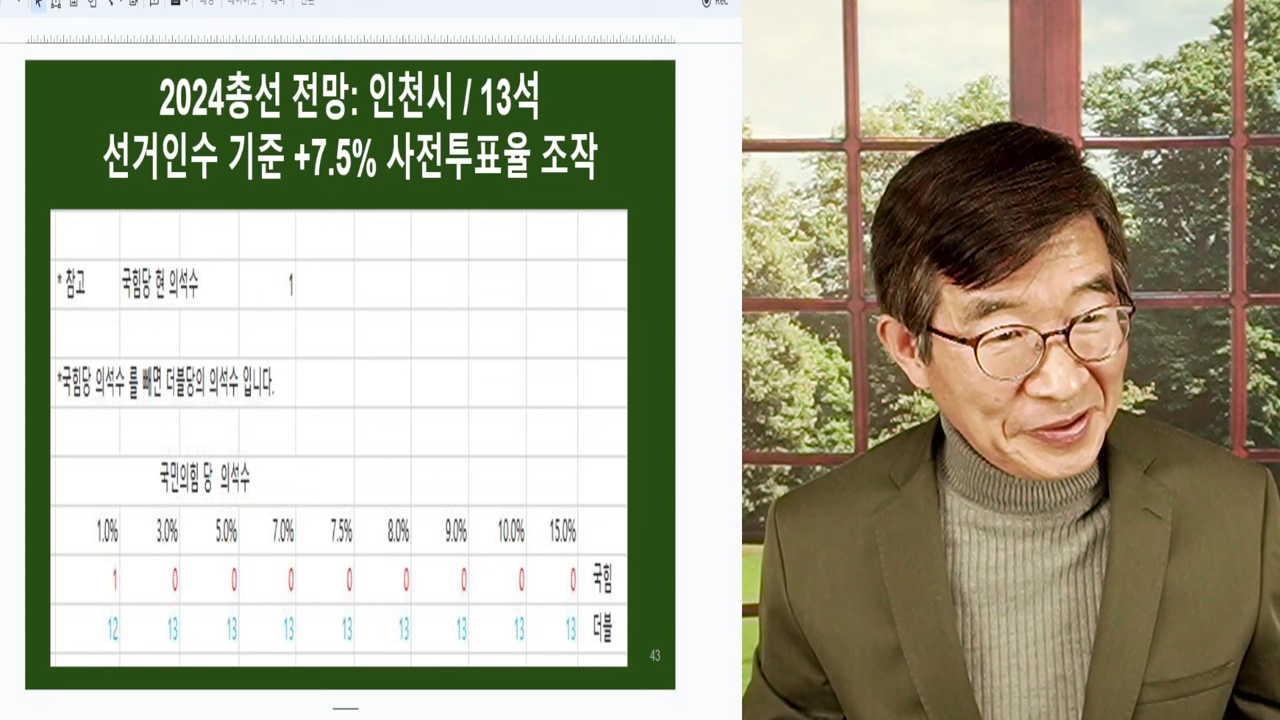 Rec
2024총선 전망: 인천시 / 13석
선거인수 기준 +7.5% 사전투표율 조작
* 참고 국힘당 현 의석수 1
*국힘당 의석수 를 빼면 더블당의 의석수 입니다.
국민의힘 당 의석수
1.0% 3.0% 5.0% 7.0% 7.5% 8.0% 9.0% 10.0% 15.0%
1 0 0 0 0 0 0 0 0 국힘
12 13 13 13 13 13 13 13 13 더블
43